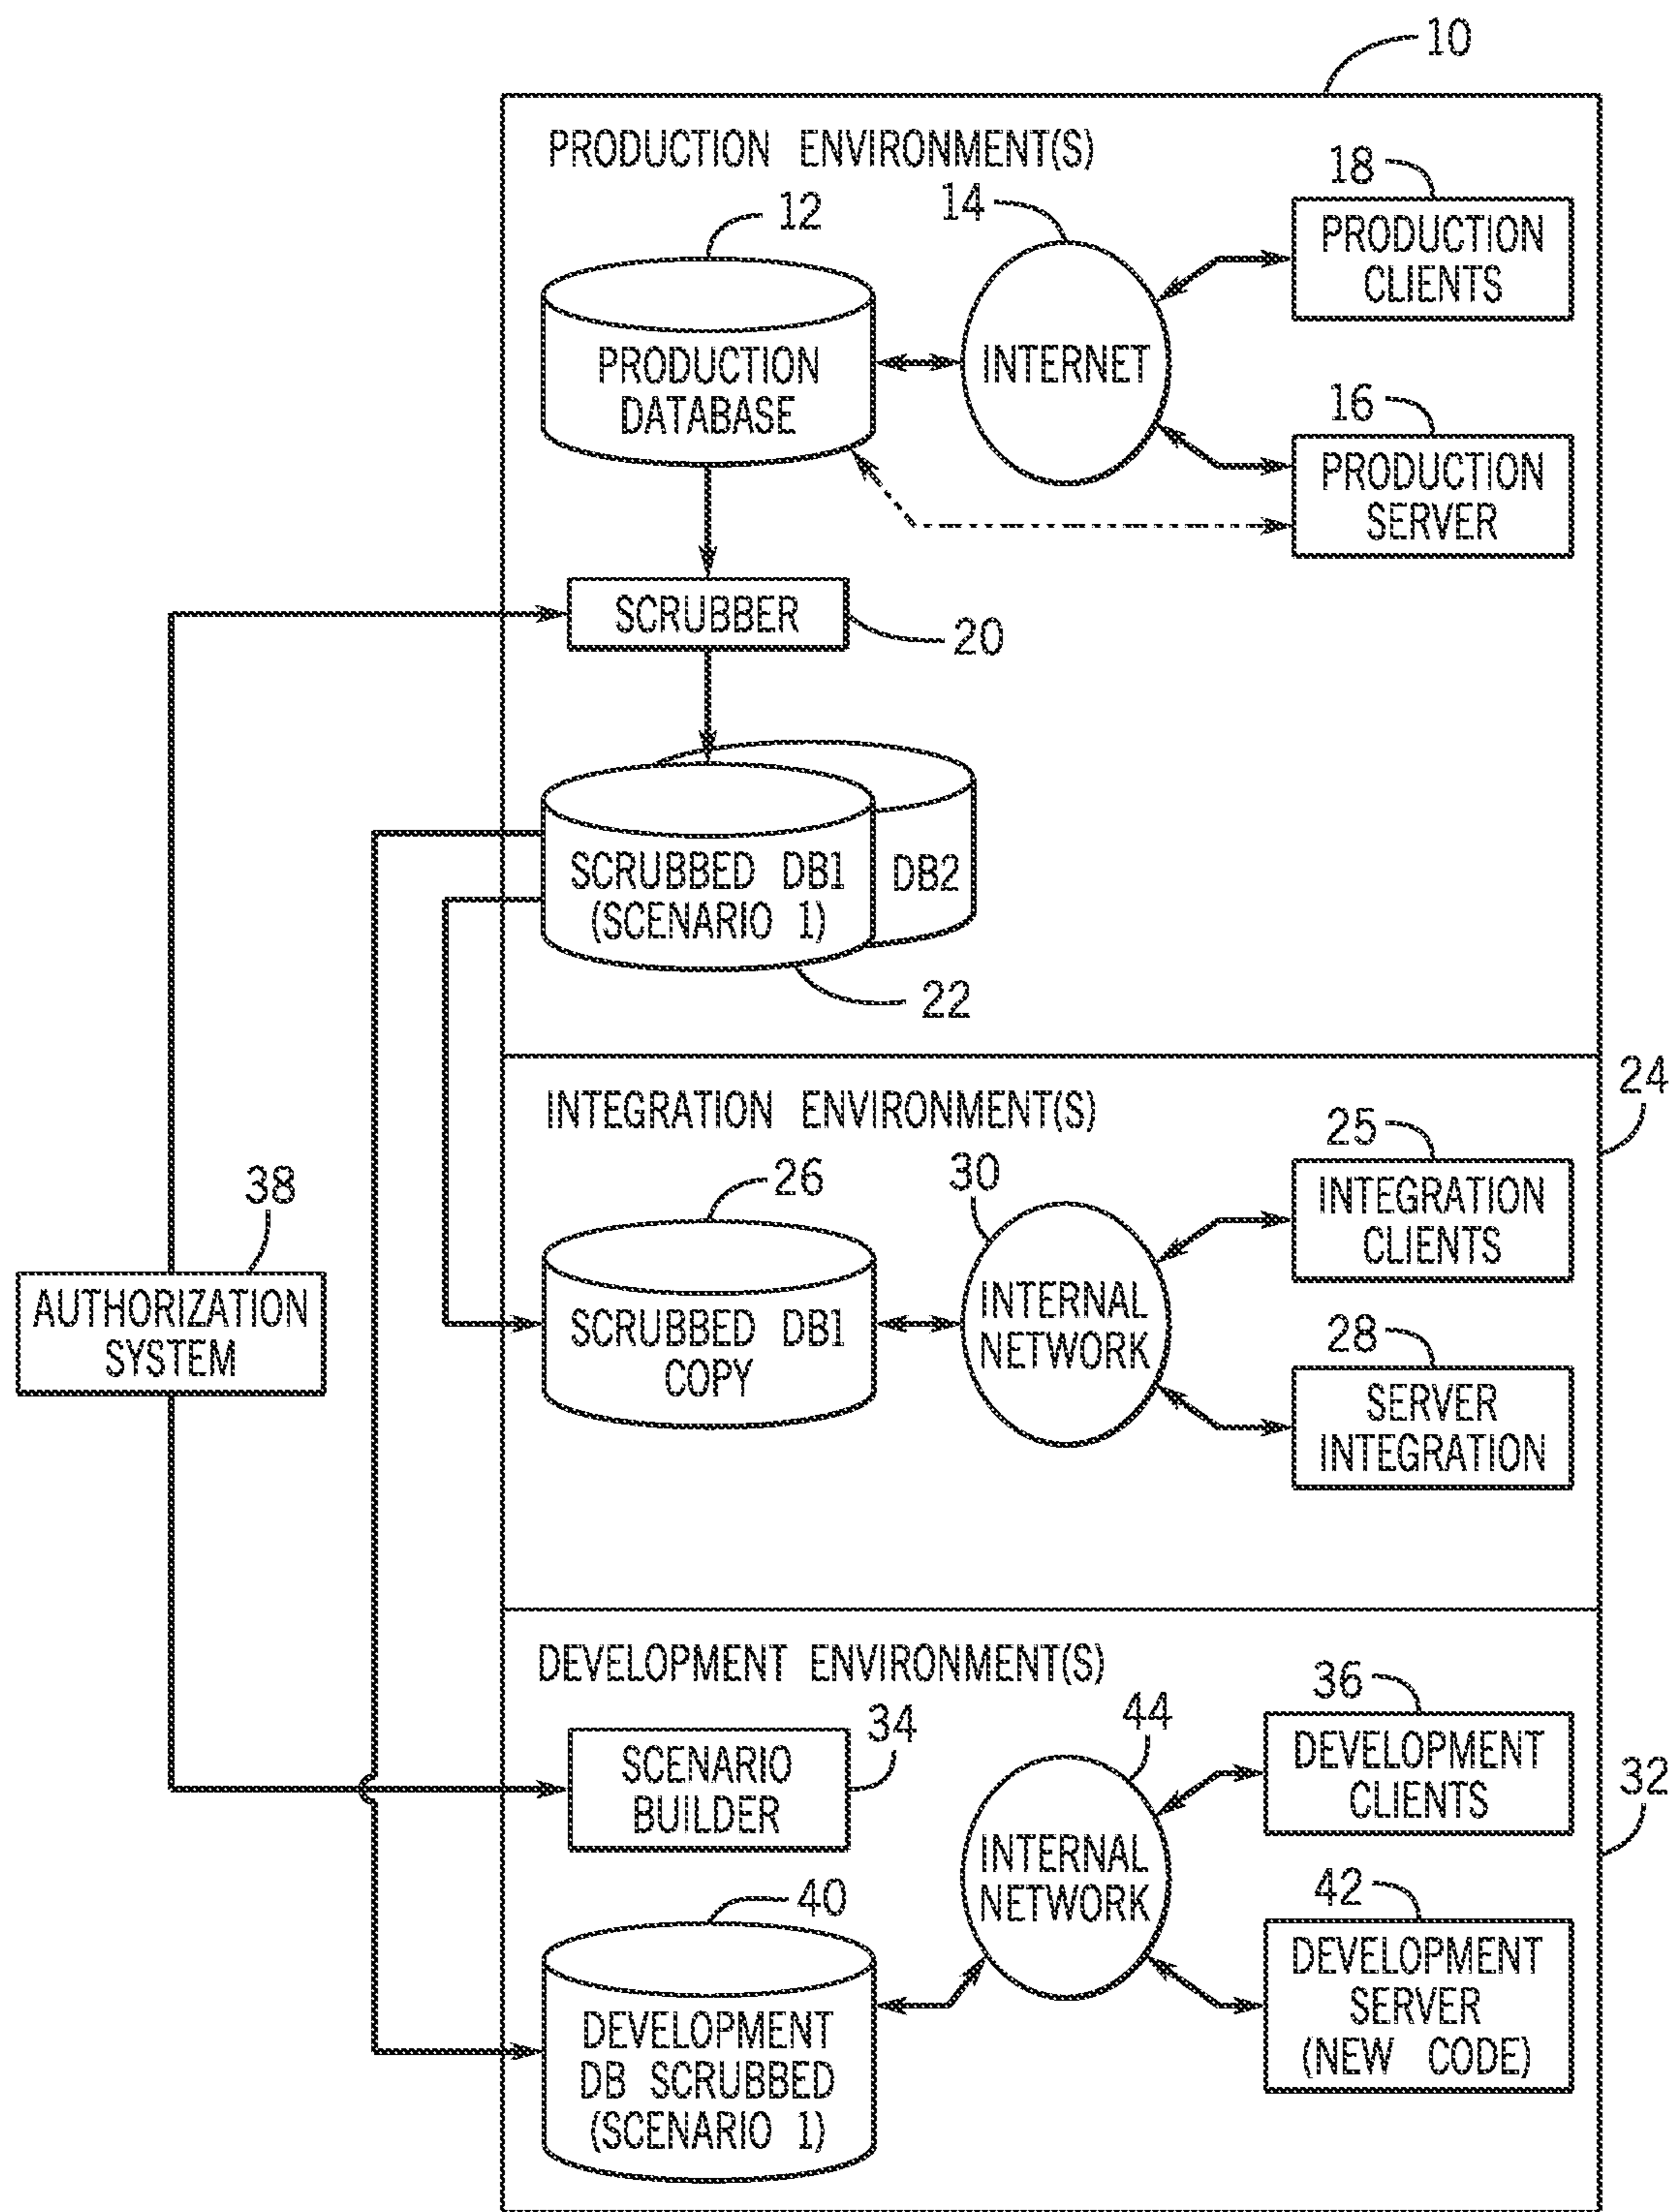 10
PRODUCTION ENVIRONMENT(S)
12
14
18
PRODUCTION
CLIENTS
PRODUCTION
DATABASE
INTERNET
16
PRODUCTION
SERVER
SCRUBBER
20
SCRUBBED DB1
(SCENARIO 1)
DB2
22
24
INTEGRATION ENVIRONMENT(S)
25
INTEGRATION
CLIENTS
26
30
38
AUTHORIZATION
SYSTEM
SCRUBBED DB1
COPY
INTERNAL
NETWORK
28
SERVER
INTEGRATION
DEVELOPMENT ENVIRONMENT(S)
34
SCENARIO
BUILDER
44
36
DEVELOPMENT
CLIENTS
32
INTERNAL
NETWORK
42
DEVELOPMENT
SERVER
(NEW CODE)
40
DEVELOPMENT
DB SCRUBBED
(SCENARIO 1)